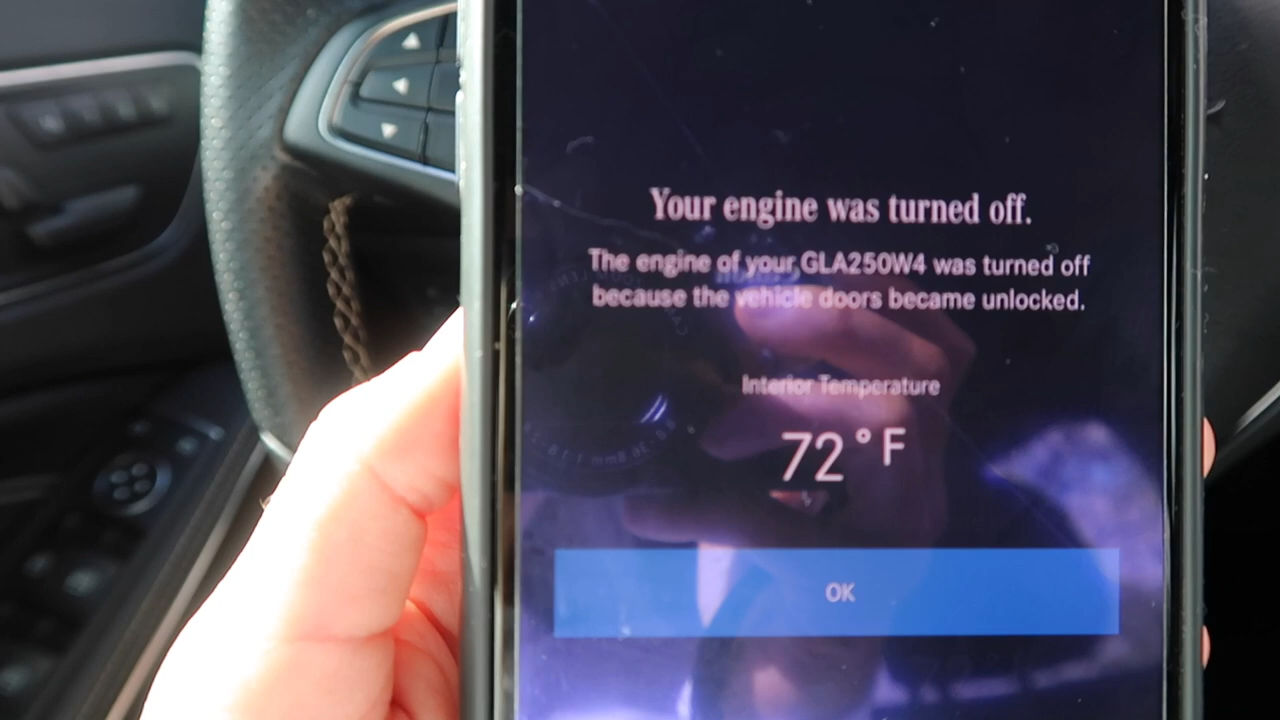 Your engine was turned off.
The engine of your GLA250W4 was turned off
because the vehicle doors became unlocked.
Interior Temperature
72°F
OK